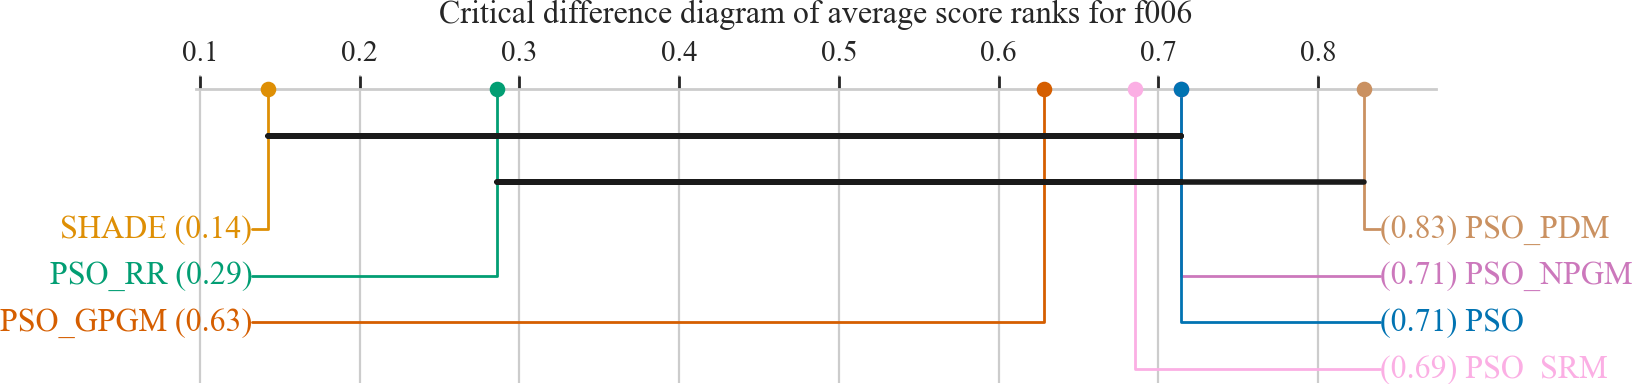 Critical difference diagram of average score ranks for f006
0.1 0.2 0.3 0.4 0.5 0.6 0.7 0.8
SHADE (0.14) (0.83) PSO_PDM
PSO_RR (0.29) (0.71) PSO_NPGM
PSO_GPGM (0.63) (0.71) PSO
(0.69) PSO_SRM